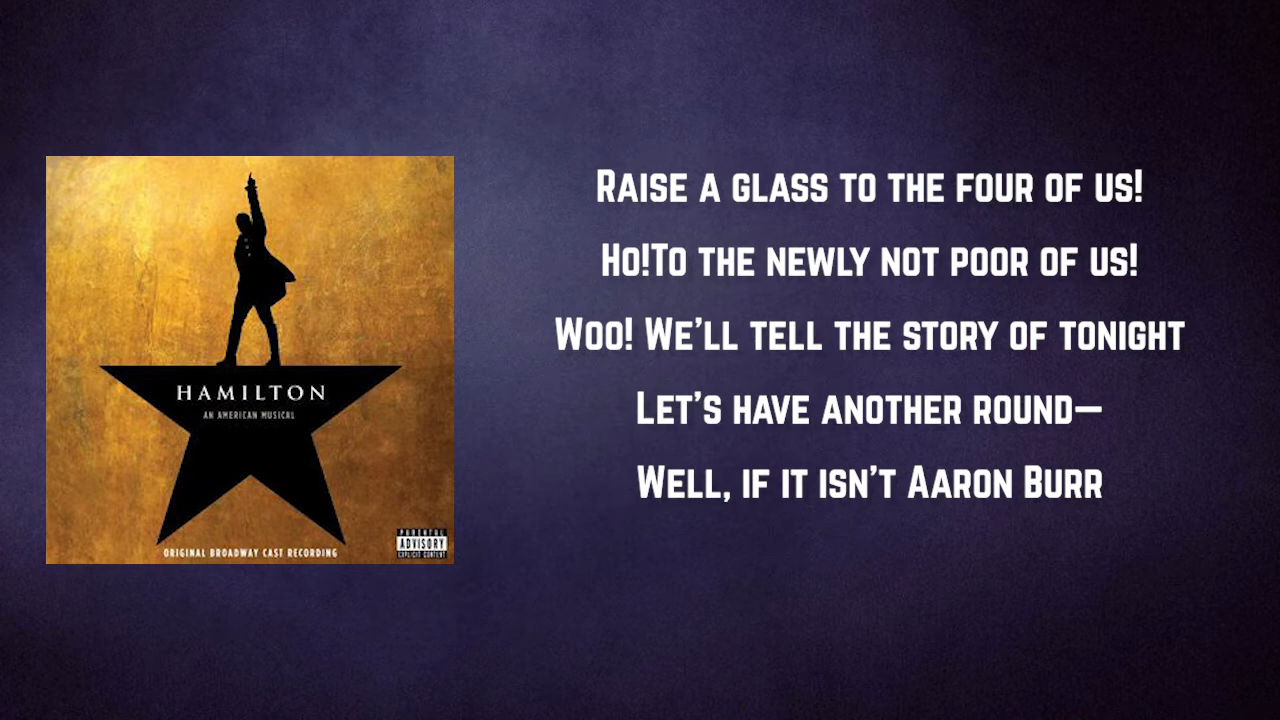 Raise a glass to the four of us!
Ho!To the newly not poor of us!
Woo! We'll tell the story of tonight
Let's have another round—
Well, if it isn't Aaron Burr
HAMILTON
AN AMERICAN MUSICAL
ORIGINAL BROADWAY CAST RECORDING
PARENTAL
ADVISORY
EXPLICIT CONTENT